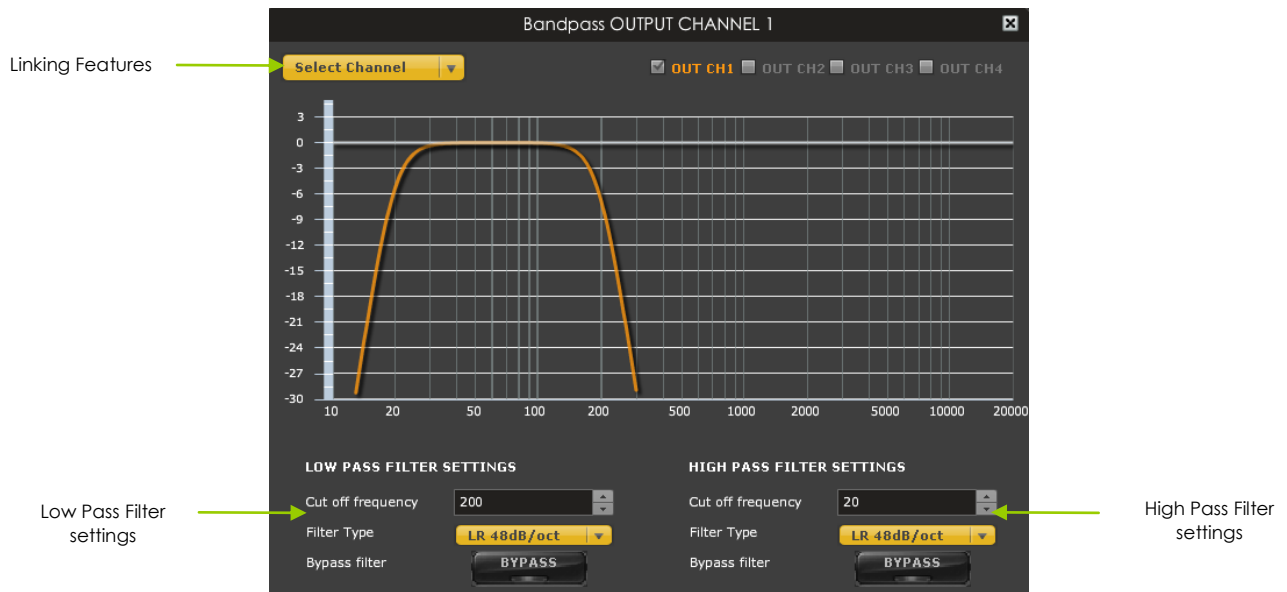 Bandpass OUTPUT CHANNEL 1
Linking Features
Select Channel
OUT CH1 OUT CH2 OUT CH3 OUT CH4
3
0
-3
-6
-9
-12
-15
-18
-21
-24
-27
-30
10 20 50 100 200 500 1000 2000 5000 10000 20000
LOW PASS FILTER SETTINGS
Cut off frequency 200
Filter Type LR 48dB/oct
Bypass filter BYPASS
HIGH PASS FILTER SETTINGS
Cut off frequency 20
Filter Type LR 48dB/oct
Bypass filter BYPASS
Low Pass Filter
settings
High Pass Filter
settings